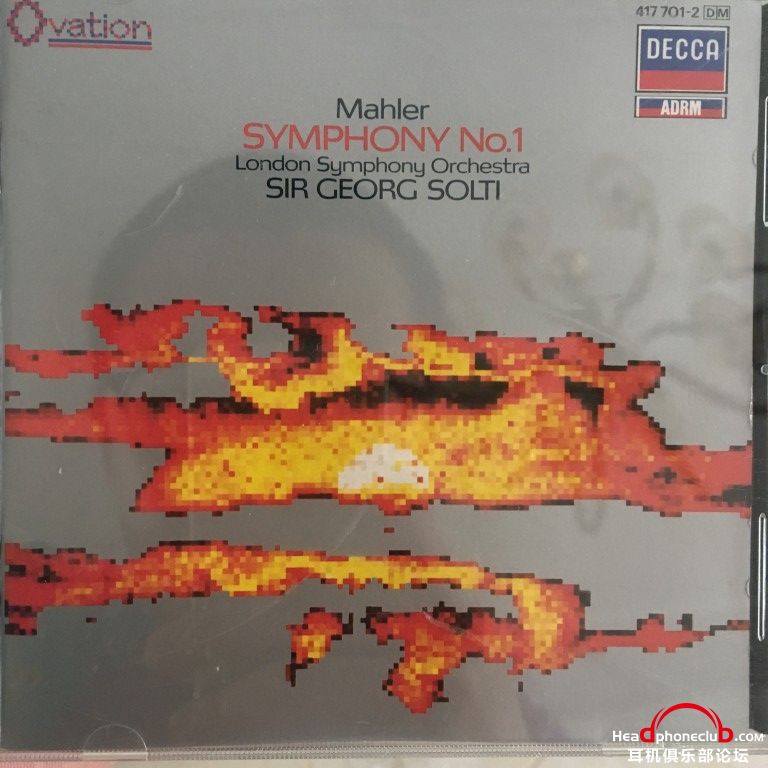 Ovation
417 701-2 DM
DECCA
ADRM
Mahler
SYMPHONY No.1
London Symphony Orchestra
SIR GEORG SOLTI
Headphoneclub.com
耳机俱乐部论坛